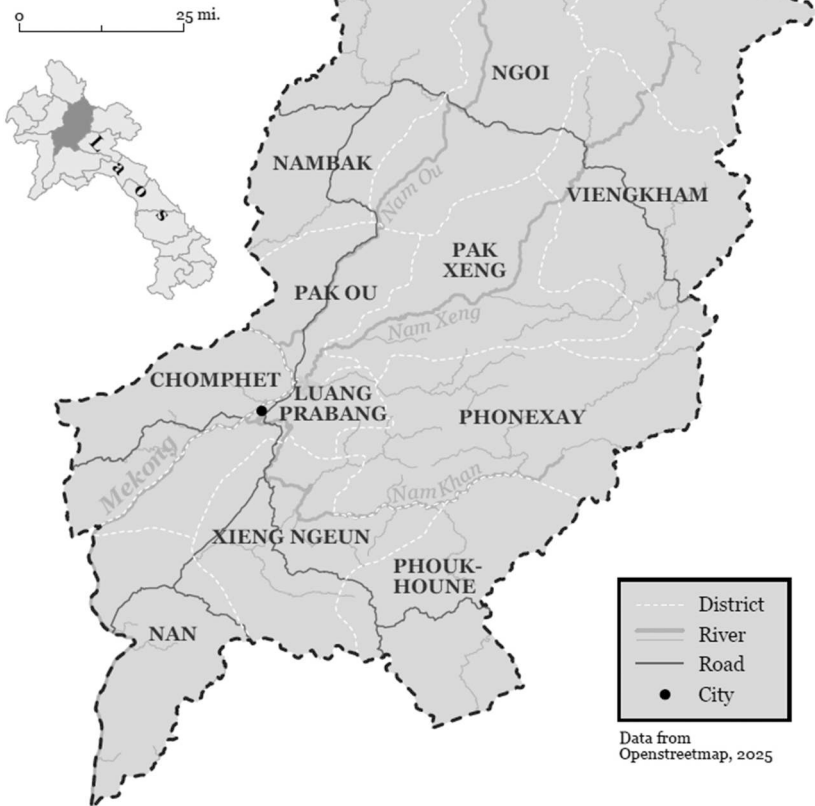 0 25 mi.
Laos
NGOI
NAMBAK
Nam Ou
VIENGKHAM
PAK
XENG
PAK OU
Nam Xeng
CHOMPHET
LUANG
PRABANG
PHONEXAY
Mekong
Nam Khan
XIENG NGEUN
PHOUK-
HOUNE
NAN
District
River
Road
City
Data from
Openstreetmap, 2025